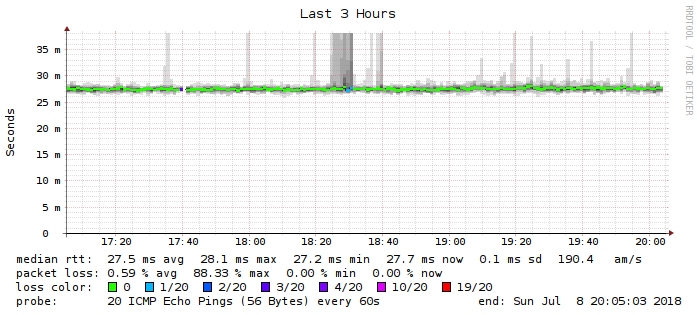 Last 3 Hours
RRDTOOL / TOBI OETIKER
Seconds
35 m
30 m
25 m
20 m
15 m
10 m
5 m
0
17:20 17:40 18:00 18:20 18:40 19:00 19:20 19:40 20:00
median rtt: 27.5 ms avg 28.1 ms max 27.2 ms min 27.7 ms now 0.1 ms sd 190.4 am/s
packet loss: 0.59 % avg 88.33 % max 0.00 % min 0.00 % now
loss color: 0 1/20 2/20 3/20 4/20 10/20 19/20
probe: 20 ICMP Echo Pings (56 Bytes) every 60s end: Sun Jul 8 20:05:03 2018